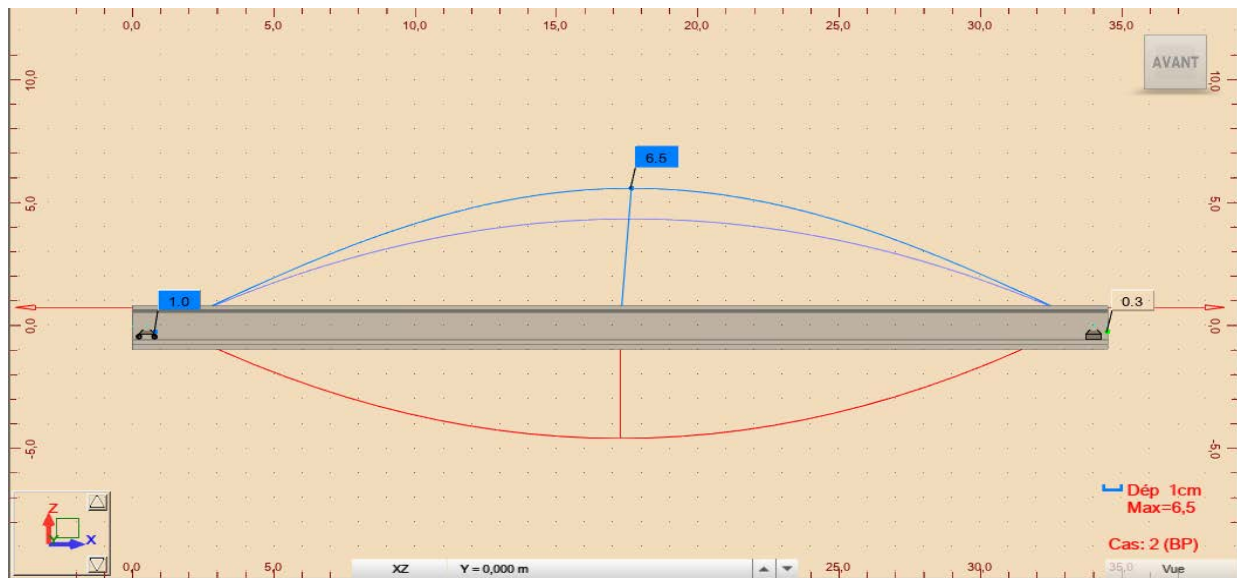 0,0 5,0 10,0 15,0 20,0 25,0 30,0 35,0
AVANT
10,0 10,0
6.5
5,0 5,0
1.0 0.3
0,0 0,0
-5,0 -5,0
Dép 1cm
Max=6,5
Z
Y X
Cas: 2 (BP)
0,0 XZ Y = 0,000 m 15,0 20,0 25,0 30,0 35,0 Vue